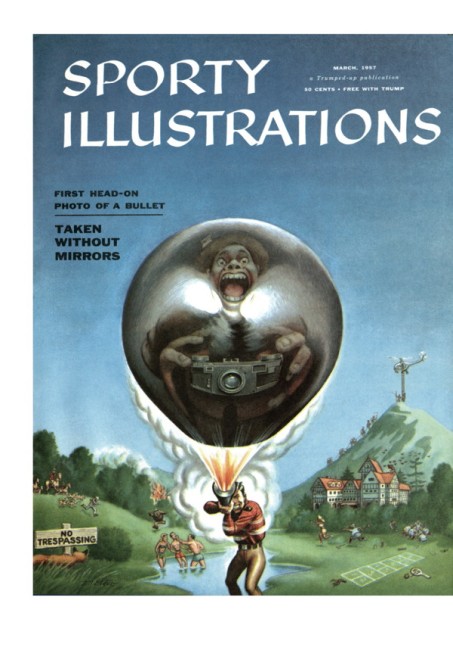 SPORTY
ILLUSTRATIONS
MARCH, 1957
a Trumped-up publication
50 CENTS • FREE WITH TRUMP
FIRST HEAD-ON
PHOTO OF A BULLET
TAKEN
WITHOUT
MIRRORS
NO
TRESPASSING